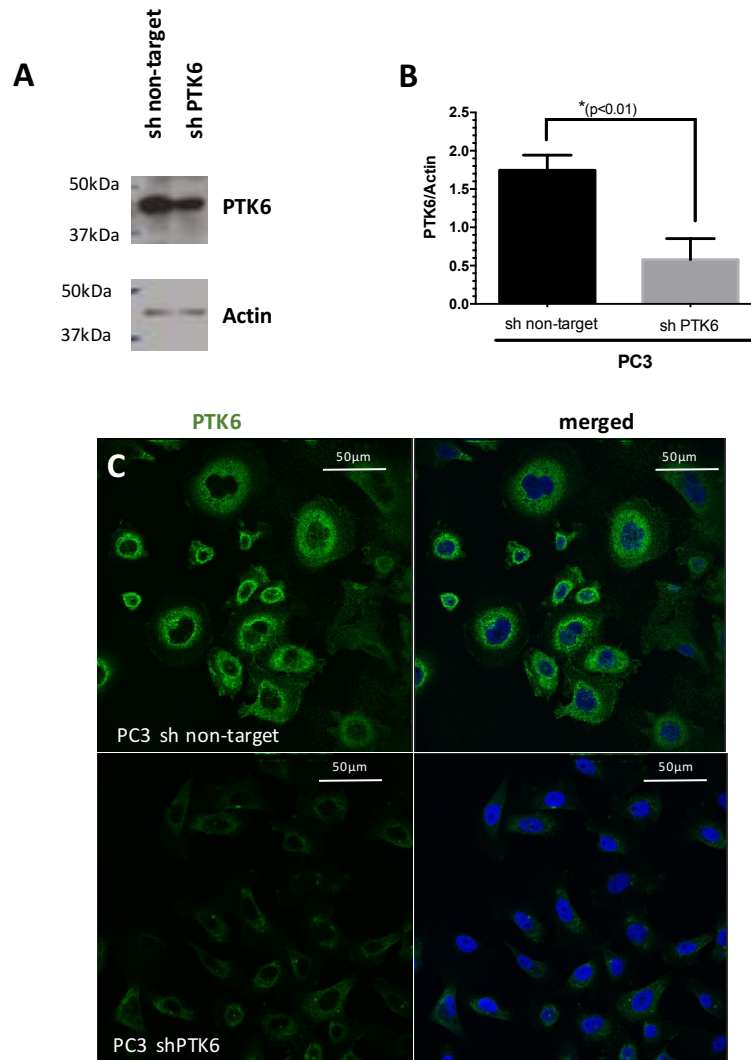 A
sh non-target
sh PTK6
50kDa
PTK6
37kDa
50kDa
Actin
37kDa
B
*(p<0.01)
PTK6/Actin
2.5
2.0
1.5
1.0
0.5
0.0
sh non-target sh PTK6
PC3
PTK6 merged
C
50μm
50μm
PC3 sh non-target
50μm
50μm
PC3 shPTK6